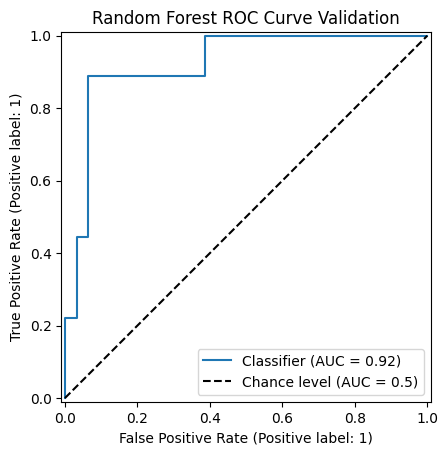 Random Forest ROC Curve Validation
True Positive Rate (Positive label: 1)
1.0
0.8
0.6
0.4
0.2
0.0
Classifier (AUC = 0.92)
Chance level (AUC = 0.5)
0.0 0.2 0.4 0.6 0.8 1.0
False Positive Rate (Positive label: 1)